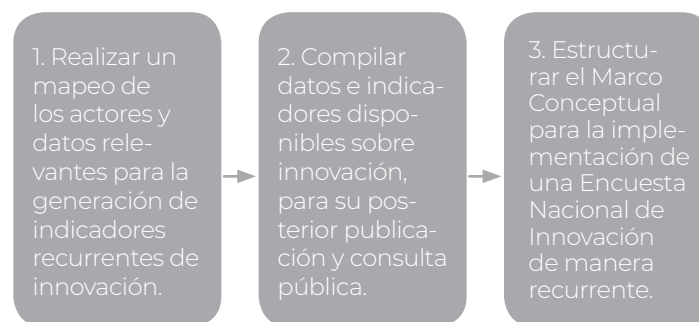 1. Realizar un
mapeo de
los actores y
datos rele-
vantes para la
generación de
indicadores
recurrentes de
innovación.
2. Compilar
datos e indica-
dores dispo-
nibles sobre
innovación,
para su pos-
terior publica-
ción y consulta
pública.
3. Estructu-
rar el Marco
Conceptual
para la imple-
mentación de
una Encuesta
Nacional de
Innovación
de manera
recurrente.